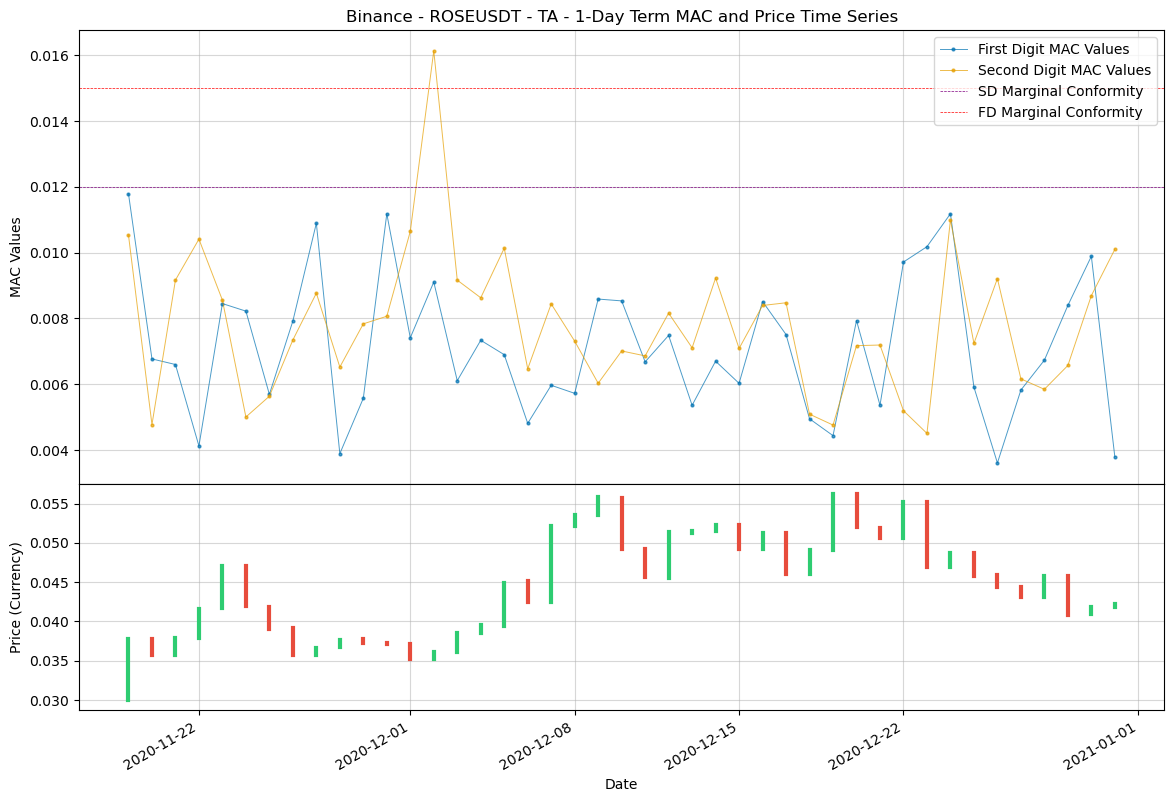 Binance - ROSEUSDT - TA - 1-Day Term MAC and Price Time Series
First Digit MAC Values
Second Digit MAC Values
SD Marginal Conformity
FD Marginal Conformity
MAC Values
0.016
0.014
0.012
0.010
0.008
0.006
0.004
Price (Currency)
0.055
0.050
0.045
0.040
0.035
0.030
2020-11-22
2020-12-01
2020-12-08
2020-12-15
2020-12-22
2021-01-01
Date